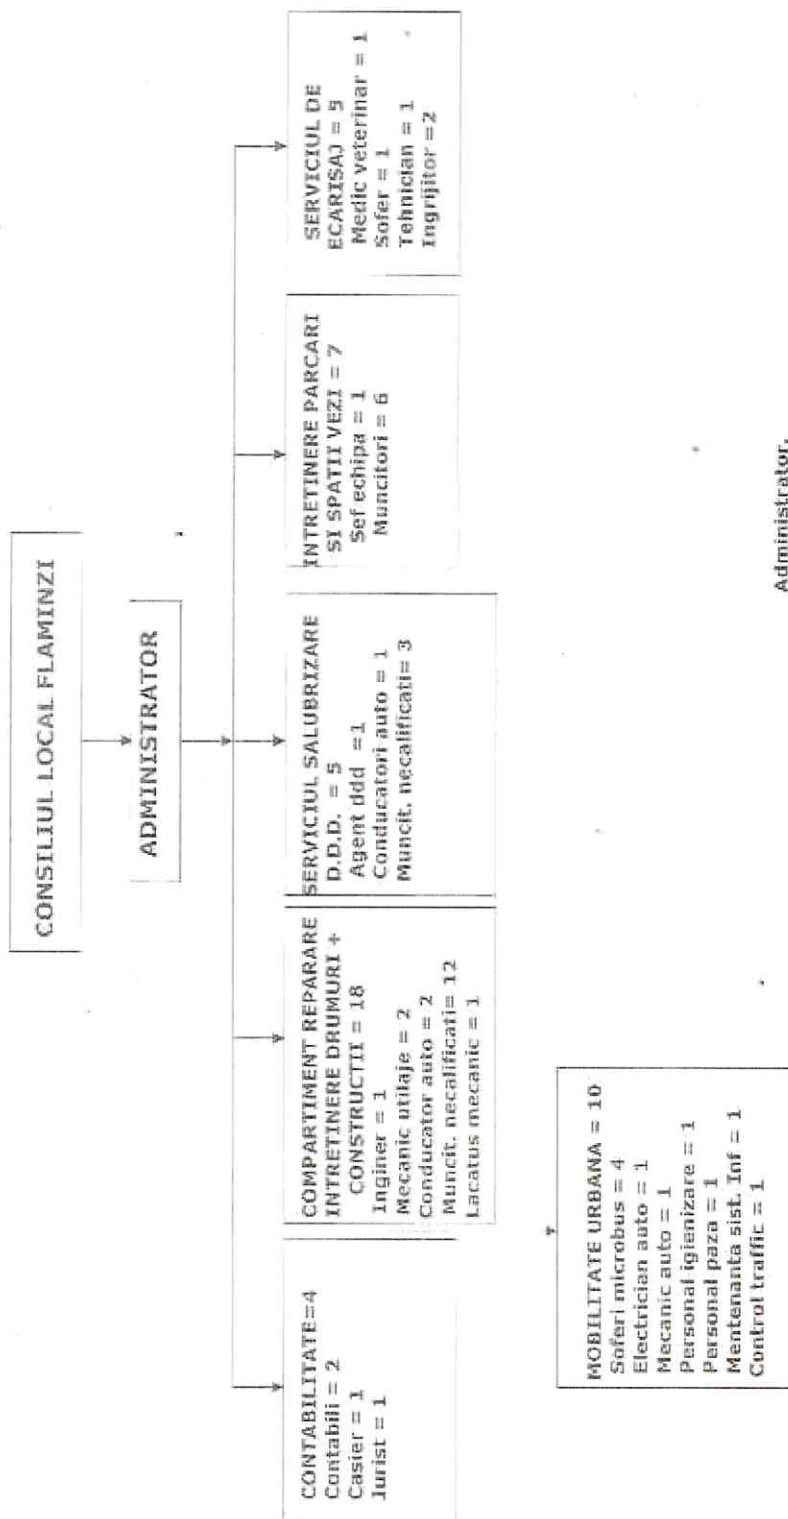 CONSILIUL LOCAL FLAMINZI
ADMINISTRATOR
CONTABILITATE=4
Contabili = 2
Casier = 1
Jurist = 1
COMPARTIMENT REPARARE
INTRETINERE DRUMURI +
CONSTRUCTII = 18
Inginer = 1
Mecanic utilaje = 2
Conducator auto = 2
Muncit. necalificati= 12
Lacatus mecanic = 1
SERVICIUL SALUBRIZARE
D.D.D. = 5
Agent ddd =1
Conducatori auto = 1
Muncit. necalificati= 3
INTRETINERE PARCARI
SI SPATII VEZI = 7
Sef echipa = 1
Muncitori = 6
SERVICIUL DE
ECARISAJ = 5
Medic veterinar = 1
Sofer = 1
Tehnician = 1
Ingrijitor =2
MOBILITATE URBANA = 10
Soferi microbus = 4
Electrician auto = 1
Mecanic auto = 1
Personal igienizare = 1
Personal paza = 1
Mentenanta sist. Inf = 1
Control traffic = 1
Administrator,